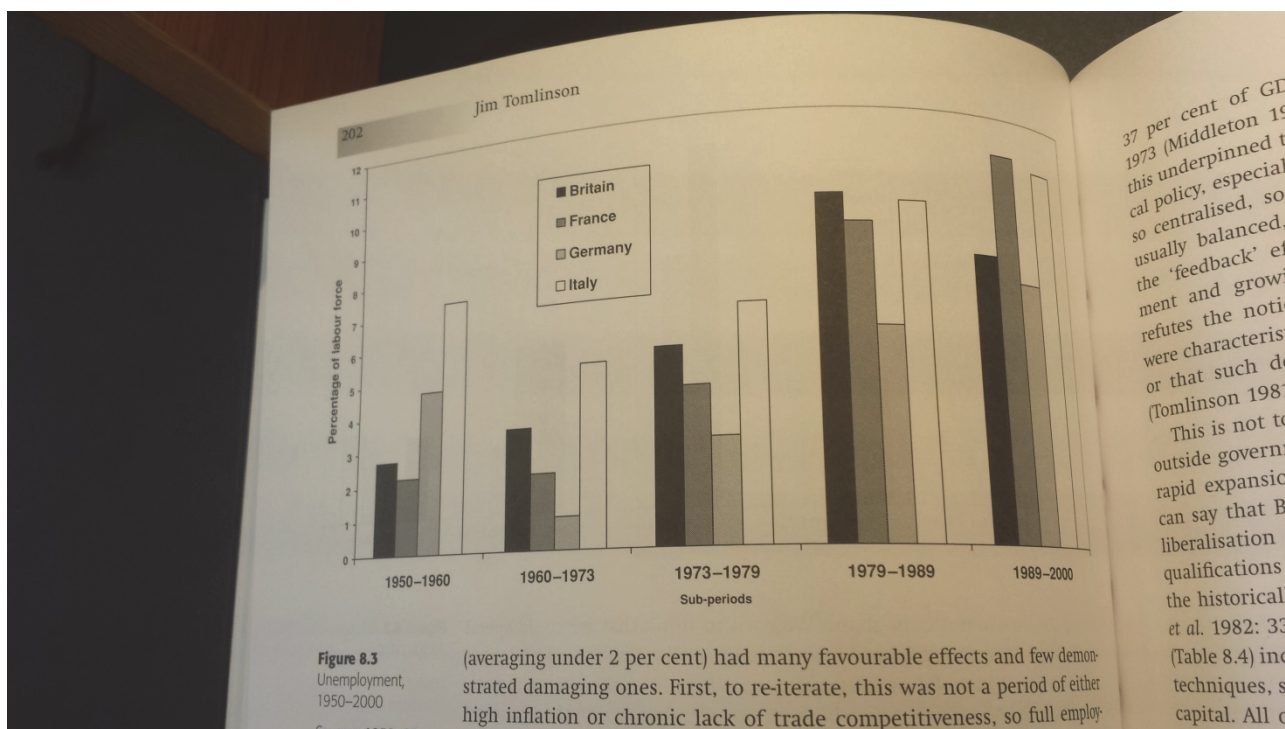 202
Jim Tomlinson
12
11
10
9
8
7
6
5
4
3
2
1
0
Percentage of labour force
Britain
France
Germany
Italy
1950–1960
1960–1973
1973–1979
1979–1989
1989–2000
Sub-periods
Figure 8.3
Unemployment,
1950–2000
(averaging under 2 per cent) had many favourable effects and few demon-
strated damaging ones. First, to re-iterate, this was not a period of either
high inflation or chronic lack of trade competitiveness, so full employ-
37 per cent of GD
1973 (Middleton 19
this underpinned t
cal policy, especial
so centralised, so
usually balanced,
the 'feedback' ef
ment and growi
refutes the notic
were characteris
or that such de
(Tomlinson 1981
This is not to
outside governm
rapid expansio
can say that B
liberalisation
qualifications
the historical
et al. 1982: 33
(Table 8.4) ind
techniques, s
capital. All o